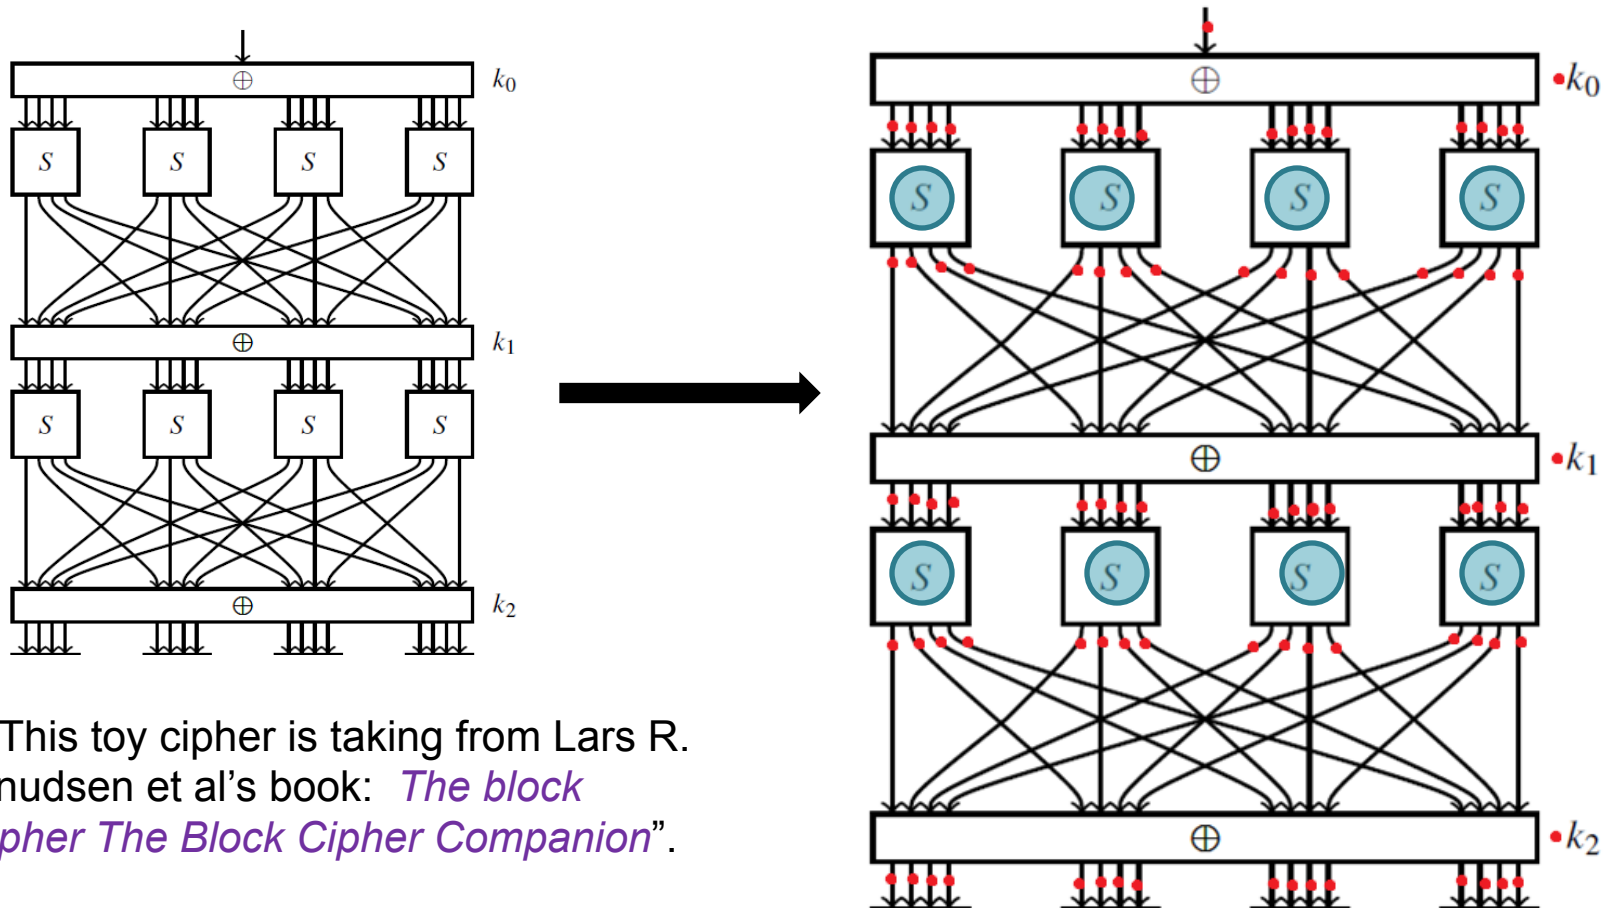 k0
S S S S
k1
S S S S
k2
k0
S S S S
k1
S S S S
k2
This toy cipher is taking from Lars R.
nudsen et al’s book: The block
pher The Block Cipher Companion”.